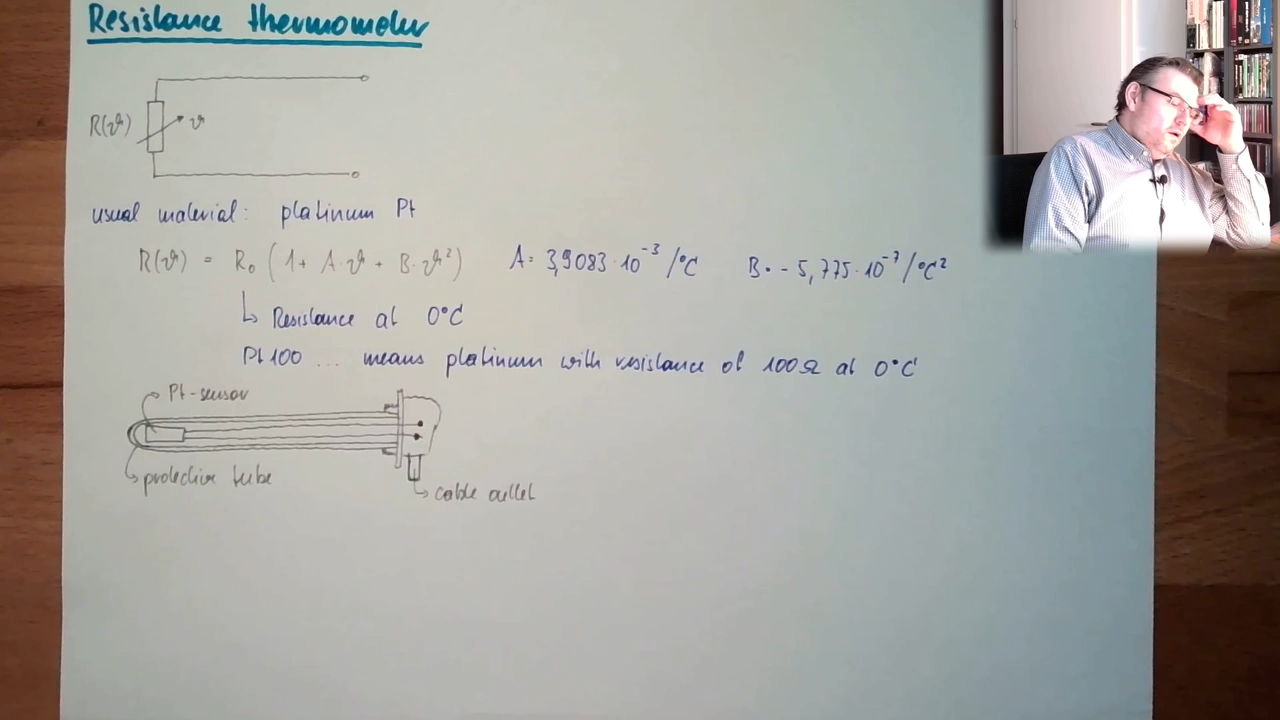 Resistance thermometer
R(ϑ) ϑ
usual material: platinum Pt
R(ϑ) = R₀ (1 + A·ϑ + B·ϑ²) A = 3,9083·10⁻³ /°C B = -5,775·10⁻⁷ /°C²
↳ Resistance at 0°C
Pt100 ... means platinum with resistance of 100Ω at 0°C
Pt-sensor
protective tube
cable outlet